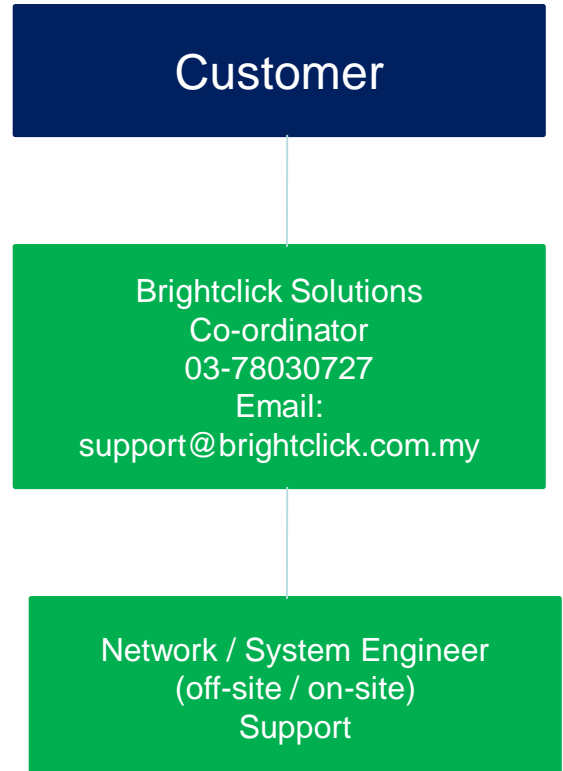 Customer
Brightclick Solutions
Co-ordinator
03-78030727
Email:
support@brightclick.com.my
Network / System Engineer
(off-site / on-site)
Support